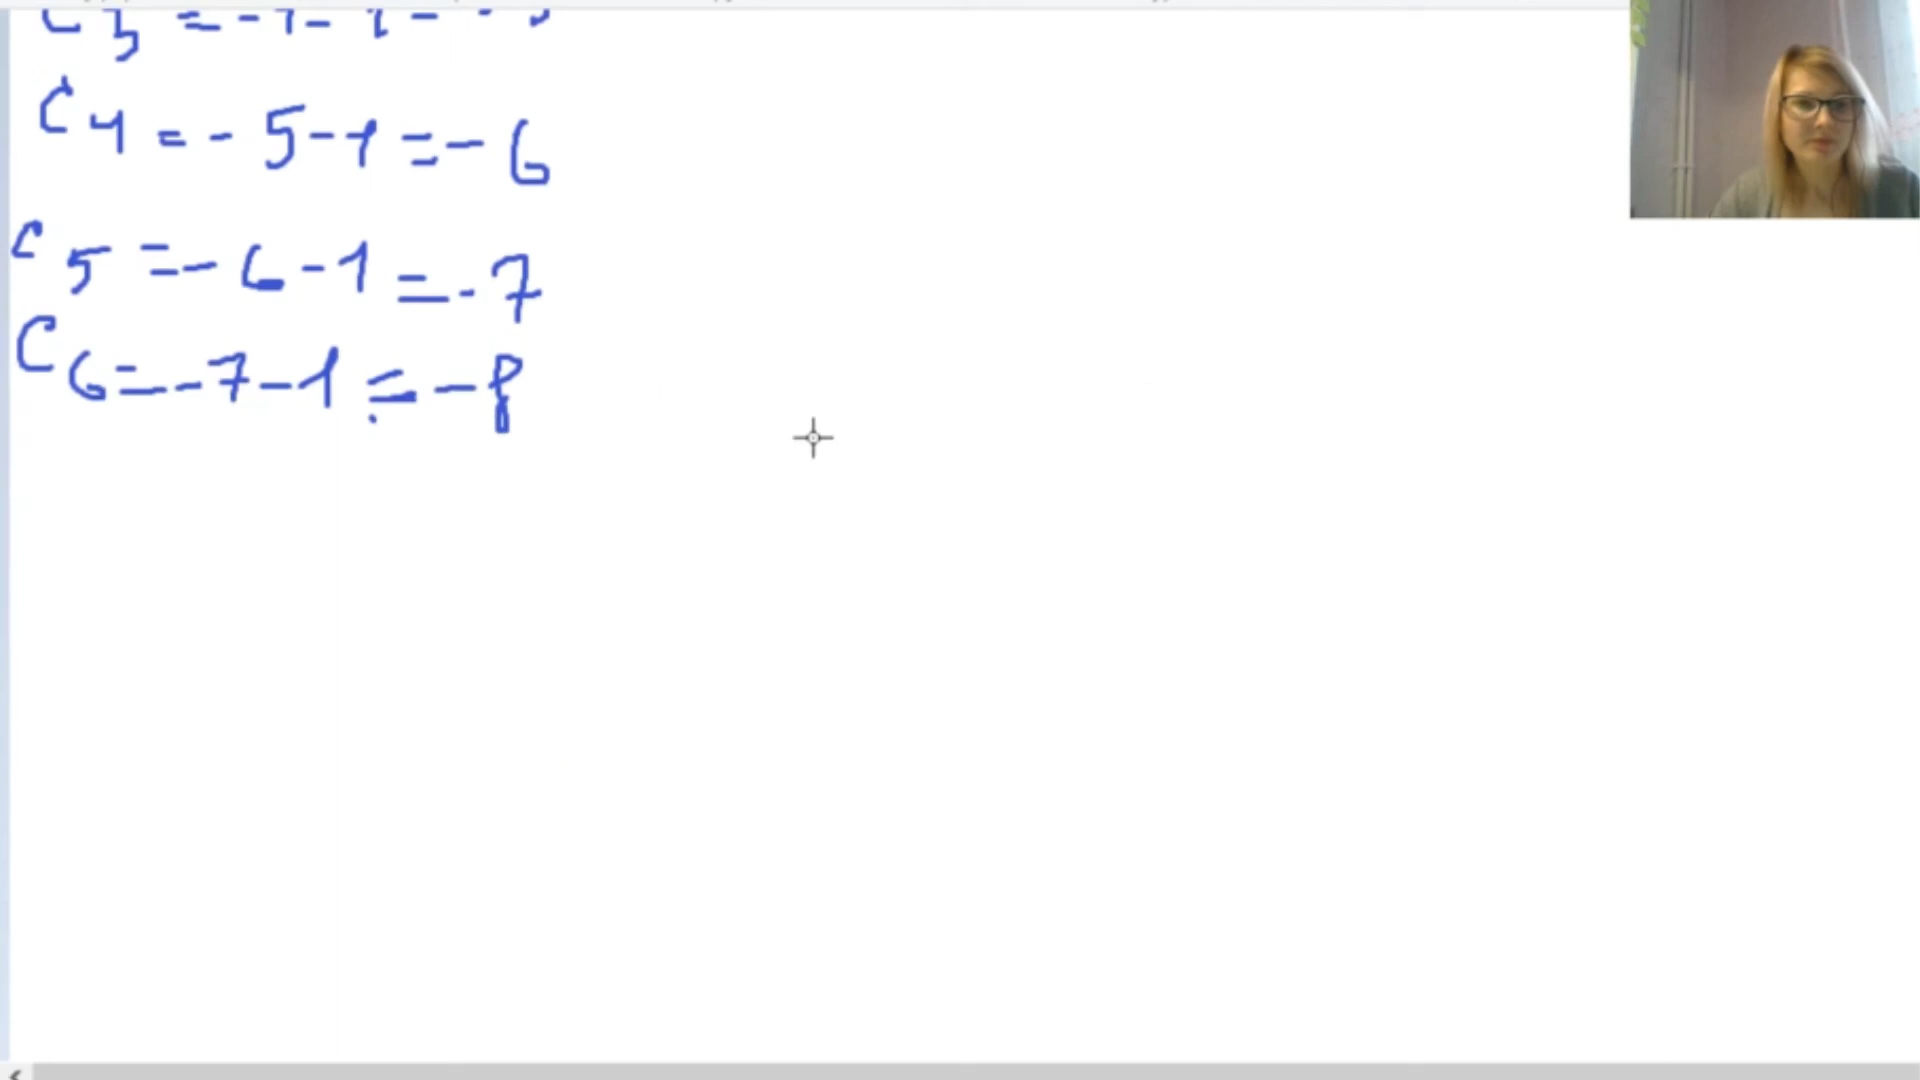 C4 = - 5 - 1 = - 6
C5 = - 6 - 1 = - 7
C6 = - 7 - 1 = - 8